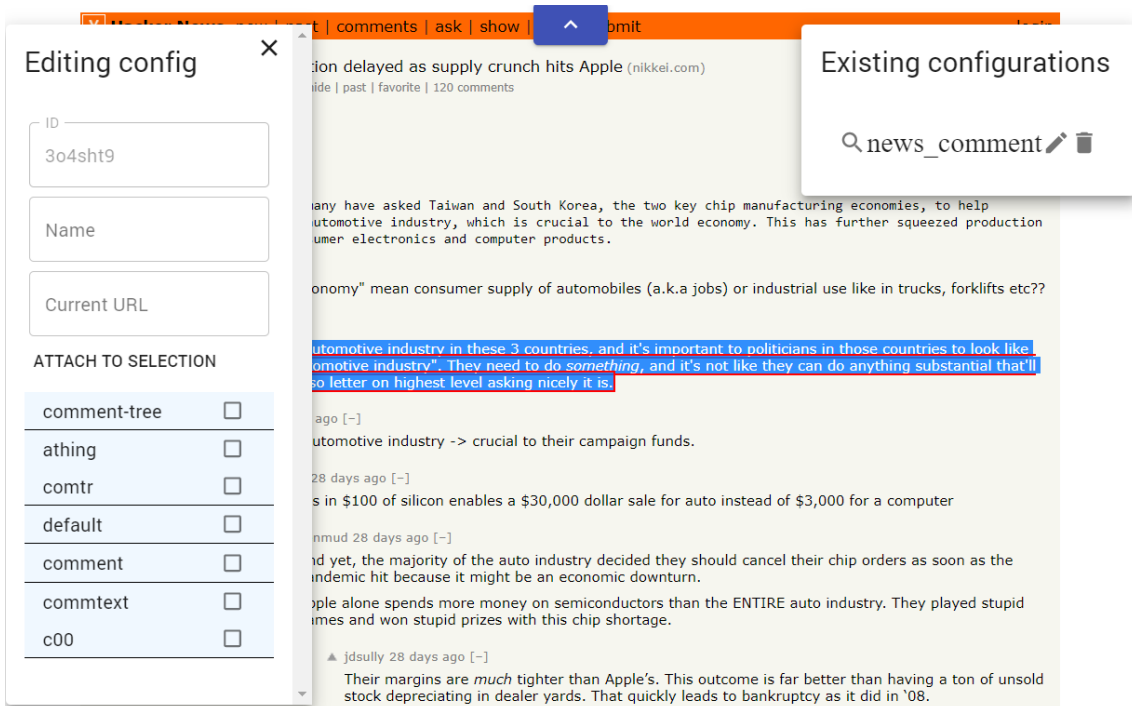 Hacker News new | past | comments | ask | show | submit
login
Editing config
ID
3o4sht9
Name
Current URL
ATTACH TO SELECTION
comment-tree
athing
comtr
default
comment
commtext
c00
Existing configurations
news_comment
tion delayed as supply crunch hits Apple (nikkei.com)
hide | past | favorite | 120 comments
many have asked Taiwan and South Korea, the two key chip manufacturing economies, to help
automotive industry, which is crucial to the world economy. This has further squeezed production
sumer electronics and computer products.
onomy" mean consumer supply of automobiles (a.k.a jobs) or industrial use like in trucks, forklifts etc??
automotive industry in these 3 countries, and it's important to politicians in those countries to look like
tomotive industry". They need to do something, and it's not like they can do anything substantial that'll
so letter on highest level asking nicely it is.
ago [–]
automotive industry -> crucial to their campaign funds.
28 days ago [–]
s in $100 of silicon enables a $30,000 dollar sale for auto instead of $3,000 for a computer
nmud 28 days ago [–]
nd yet, the majority of the auto industry decided they should cancel their chip orders as soon as the
andemic hit because it might be an economic downturn.
pple alone spends more money on semiconductors than the ENTIRE auto industry. They played stupid
ames and won stupid prizes with this chip shortage.
jdsully 28 days ago [–]
Their margins are much tighter than Apple's. This outcome is far better than having a ton of unsold
stock depreciating in dealer yards. That quickly leads to bankruptcy as it did in '08.